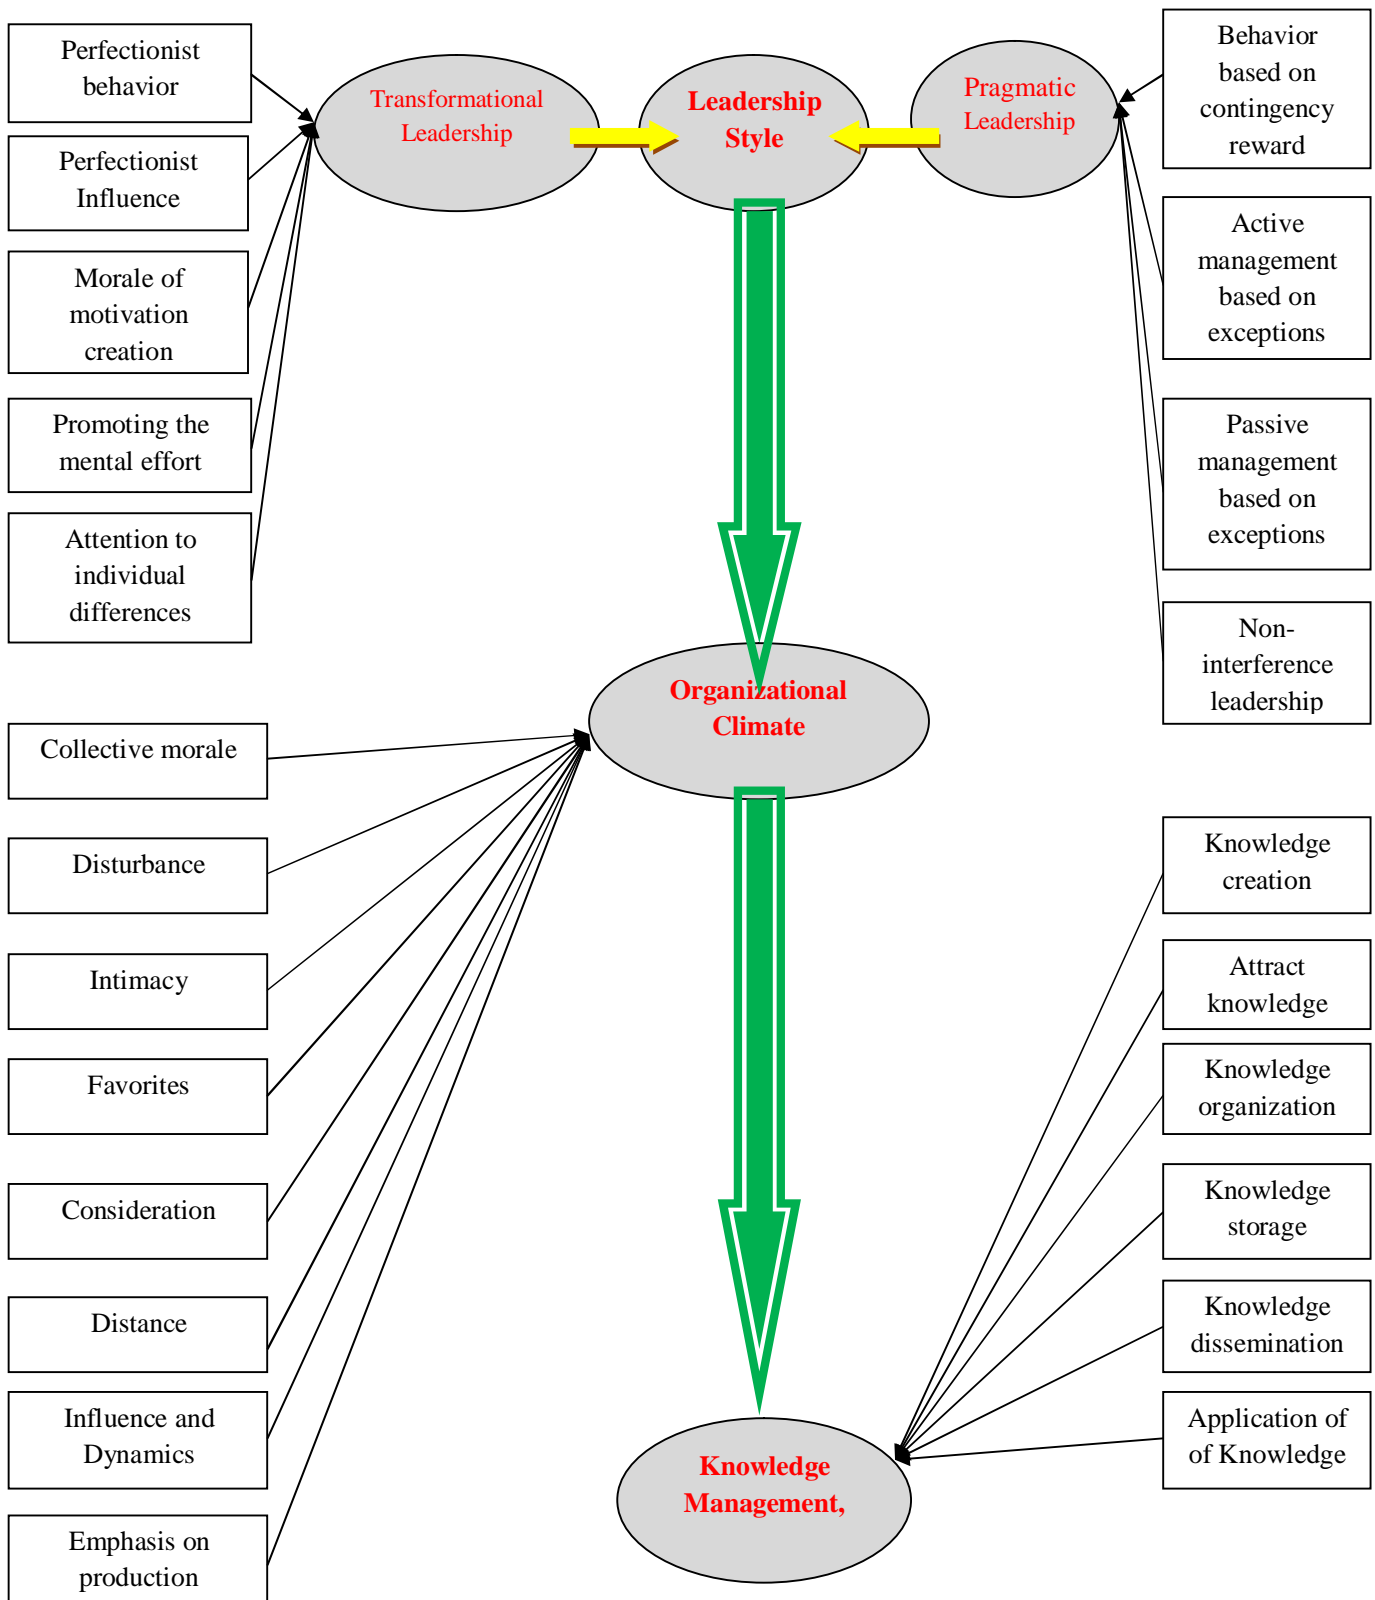 Perfectionist
behavior
Perfectionist
Influence
Morale of
motivation
creation
Promoting the
mental effort
Attention to
individual
differences
Transformational
Leadership
Leadership
Style
Pragmatic
Leadership
Behavior
based on
contingency
reward
Active
management
based on
exceptions
Passive
management
based on
exceptions
Non-
interference
leadership
Organizational
Climate
Collective morale
Disturbance
Intimacy
Favorites
Consideration
Distance
Influence and
Dynamics
Emphasis on
production
Knowledge
creation
Attract
knowledge
Knowledge
organization
Knowledge
storage
Knowledge
dissemination
Application of
of Knowledge
Knowledge
Management,